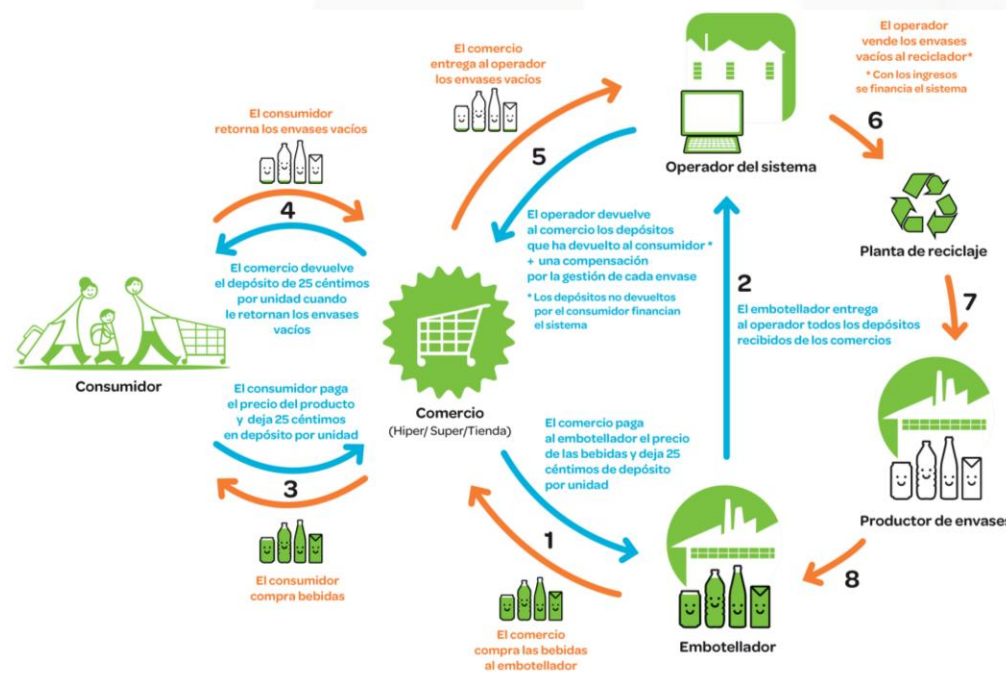 El comercio
entrega al operador
los envases vacíos
El operador
vende los envases
vacíos al reciclador*
* Con los ingresos
se financia el sistema
El consumidor
retorna los envases vacíos
5
6
Operador del sistema
4
El comercio devuelve
el depósito de 25 céntimos
por unidad cuando
le retornan los envases
vacíos
El operador devuelve
al comercio los depósitos
que ha devuelto al consumidor *
+ una compensación
por la gestión de cada envase
* Los depósitos no devueltos
por el consumidor financian
el sistema
Planta de reciclaje
2
El embotellador entrega
al operador todos los depósitos
recibidos de los comercios
7
Consumidor
El consumidor paga
el precio del producto
y deja 25 céntimos
en depósito por unidad
Comercio
(Hiper/ Super/Tienda)
El comercio paga
al embotellador el precio
de las bebidas y deja 25
céntimos de depósito
por unidad
3
Productor de envases
1
8
El consumidor
compra bebidas
El comercio
compra las bebidas
al embotellador
Embotellador